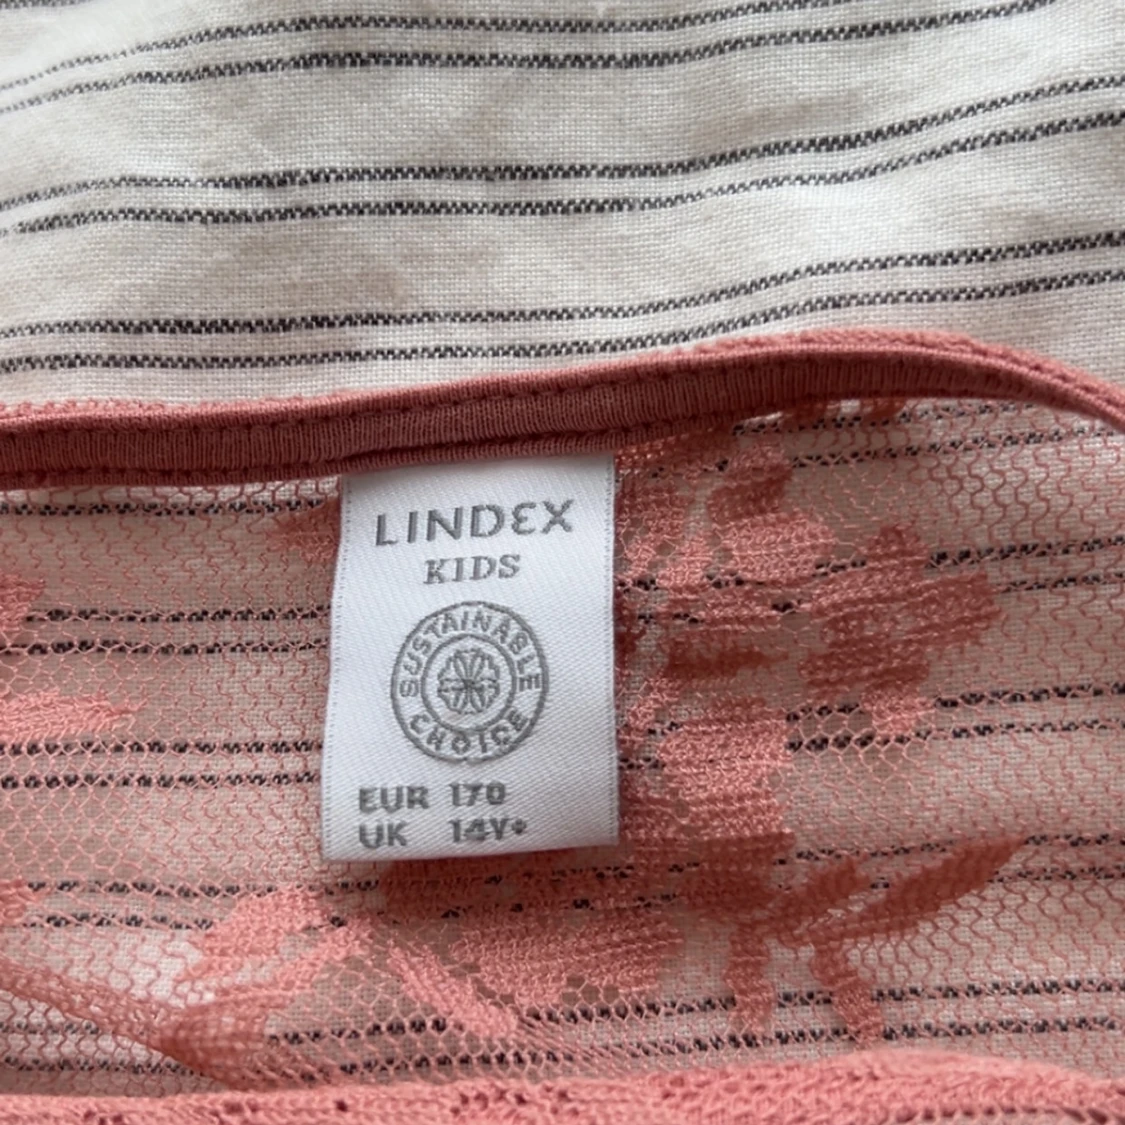 LINDEX
KIDS
SUSTAINABLE
CHOICE
EUR 170
UK 14Y+